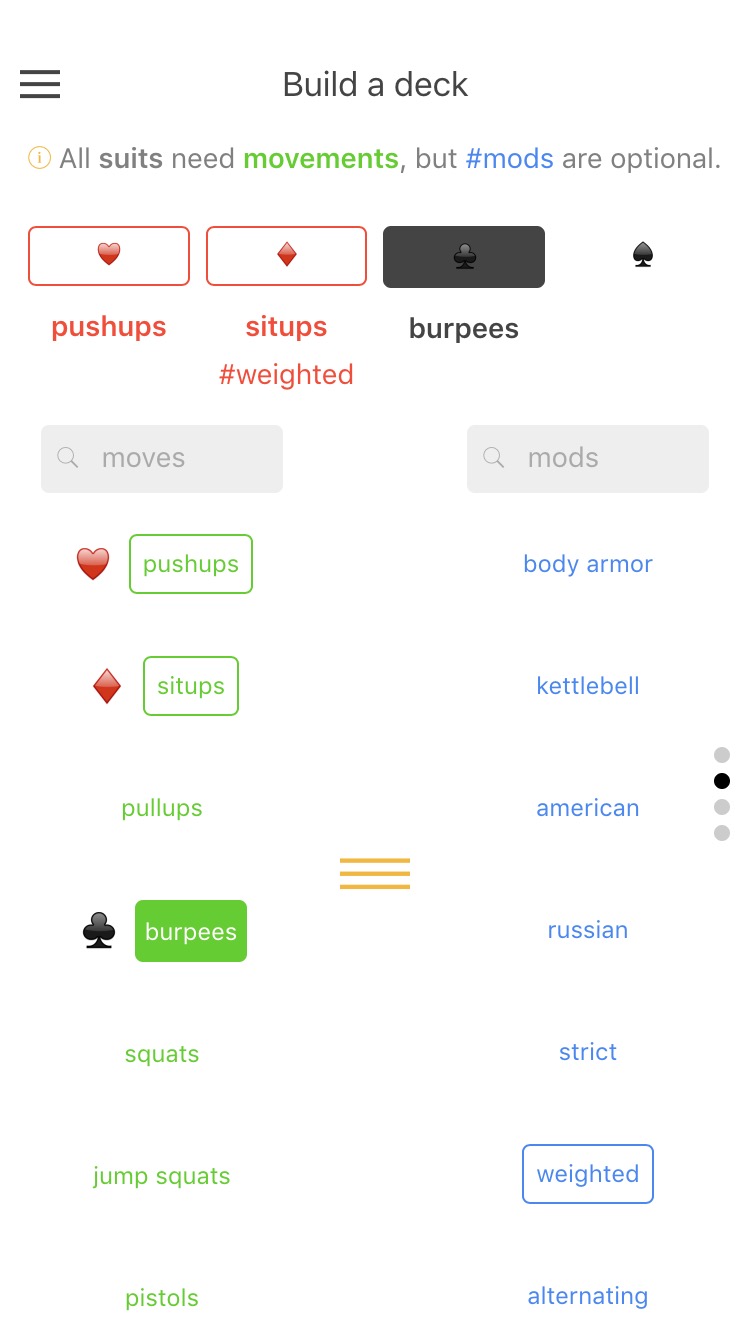 Build a deck
All suits need movements, but #mods are optional.
pushups situps burpees
#weighted
moves mods
pushups body armor
situps kettlebell
pullups american
burpees russian
squats strict
jump squats weighted
pistols alternating